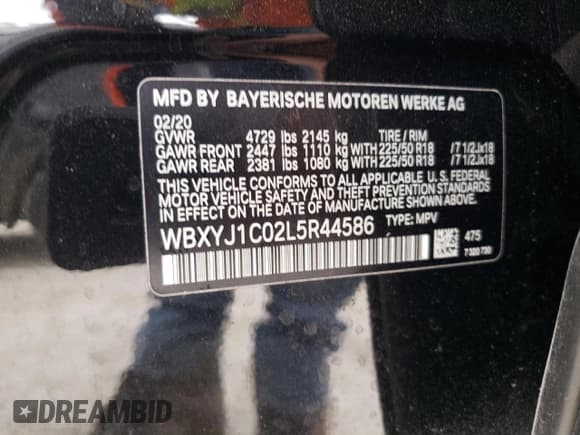 MFD BY BAYERISCHE MOTOREN WERKE AG
02/20
GVWR 4729 lbs 2145 kg TIRE / RIM
GAWR FRONT 2447 lbs 1110 kg WITH 225/50 R18 /7 1/2Jx18
GAWR REAR 2381 lbs 1080 kg WITH 225/50 R18 /7 1/2Jx18
THIS VEHICLE CONFORMS TO ALL APPLICABLE U. S. FEDERAL
MOTOR VEHICLE SAFETY AND THEFT PREVENTION STANDARDS
IN EFFECT ON THE DATE OF MANUFACTURE SHOWN ABOVE.
WBXYJ1C02L5R44586 TYPE: MPV
475
DREAMBID